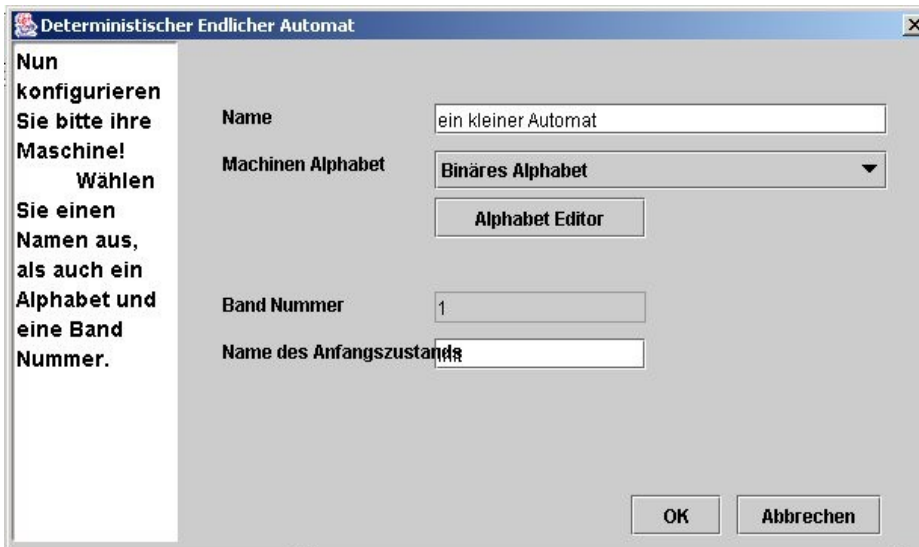 Deterministischer Endlicher Automat
Nun
konfigurieren
Sie bitte ihre
Maschine!
Wählen
Sie einen
Namen aus,
als auch ein
Alphabet und
eine Band
Nummer.
Name
ein kleiner Automat
Machinen Alphabet
Binäres Alphabet
Alphabet Editor
Band Nummer
1
Name des Anfangszustands
OK
Abbrechen